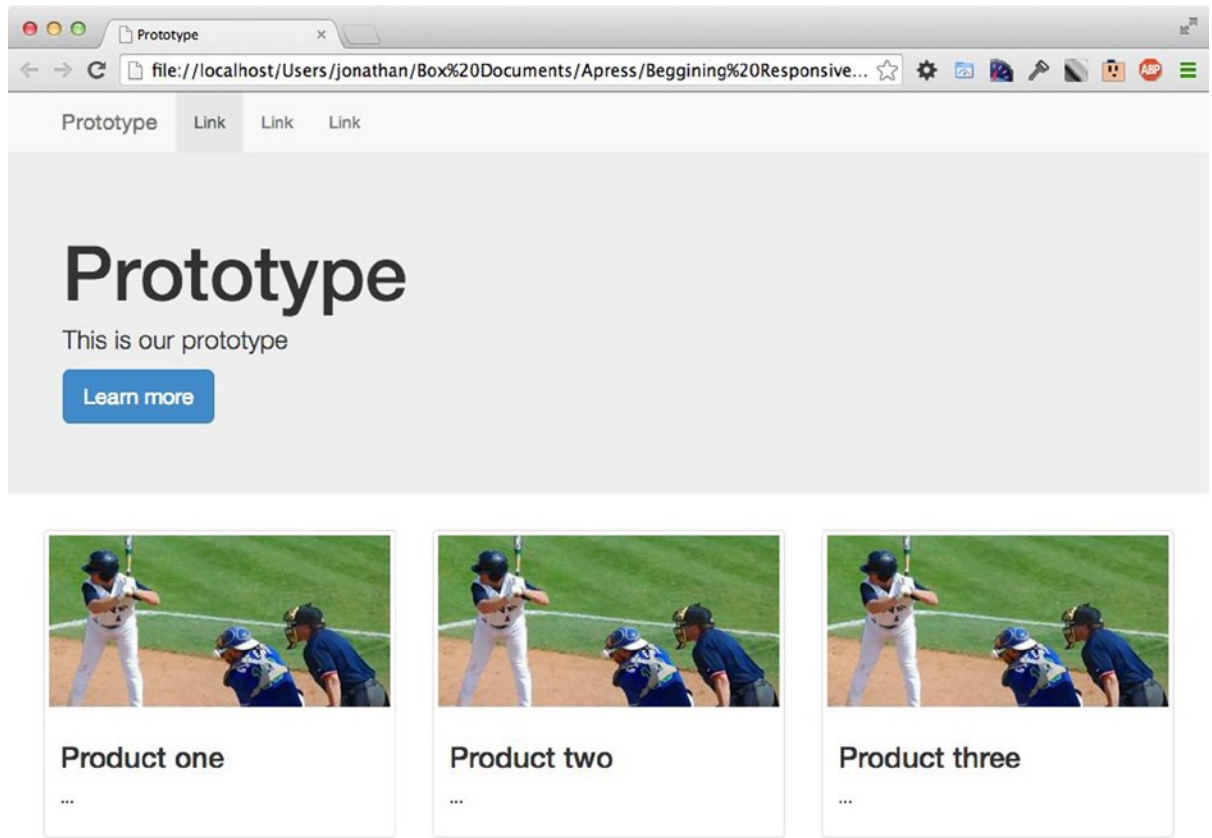 Prototype
file://localhost/Users/jonathan/Box%20Documents/Apress/Beggining%20Responsive...
ABP
Prototype Link Link Link
Prototype
This is our prototype
Learn more
Product one
...
Product two
...
Product three
...